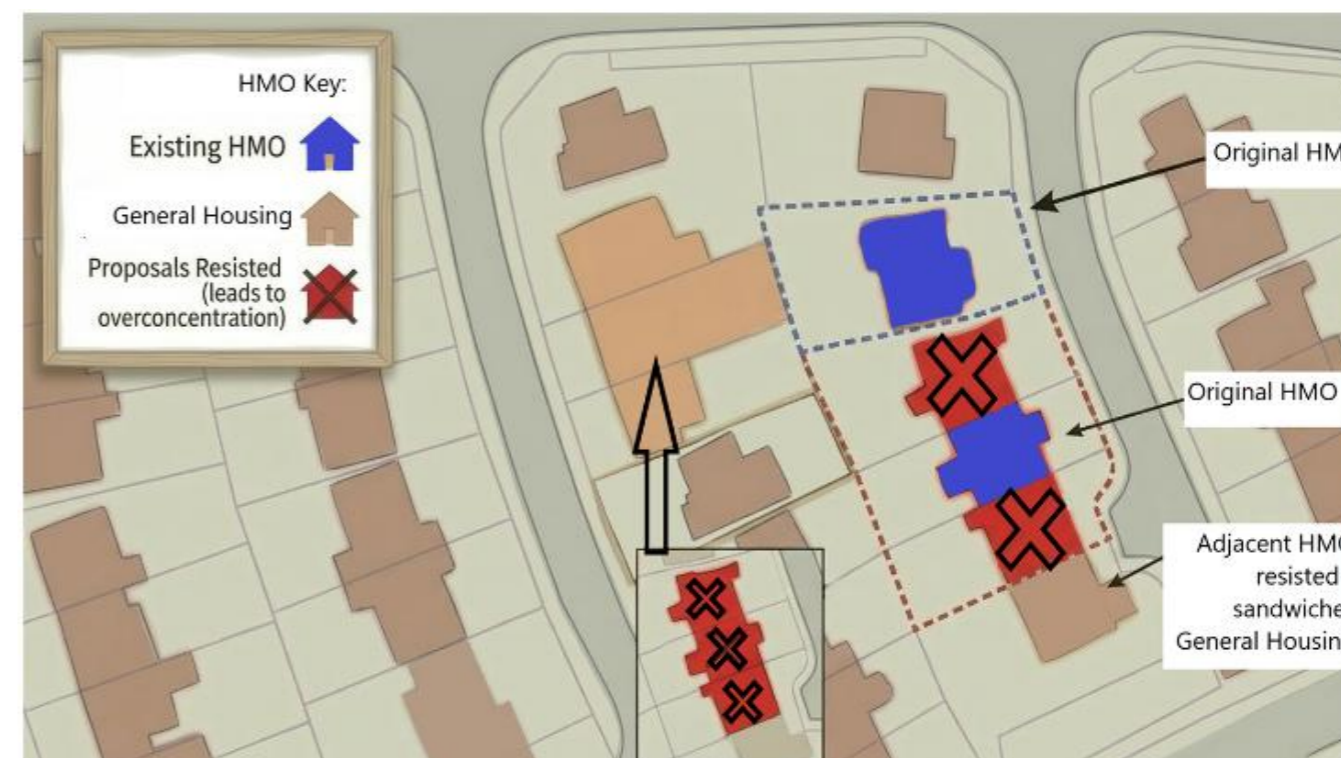 HMO Key:
Existing HMO
General Housing
Proposals Resisted
(leads to
overconcentration)
Original HM
Original HMO
Adjacent HMO
resisted
sandwiche
General Housin